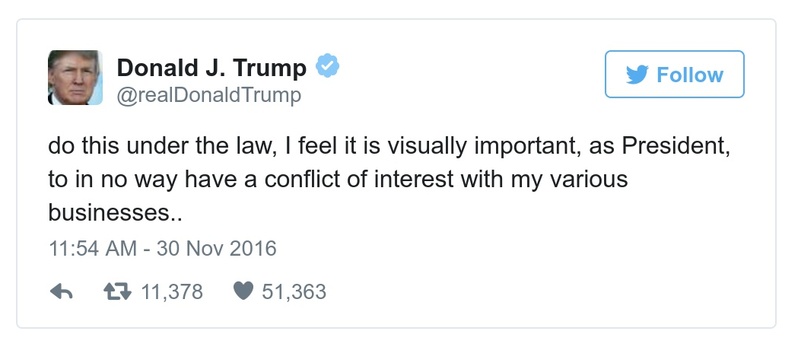 Donald J. Trump
Follow
@realDonaldTrump
do this under the law, I feel it is visually important, as President,
to in no way have a conflict of interest with my various
businesses..
11:54 AM - 30 Nov 2016
11,378 51,363